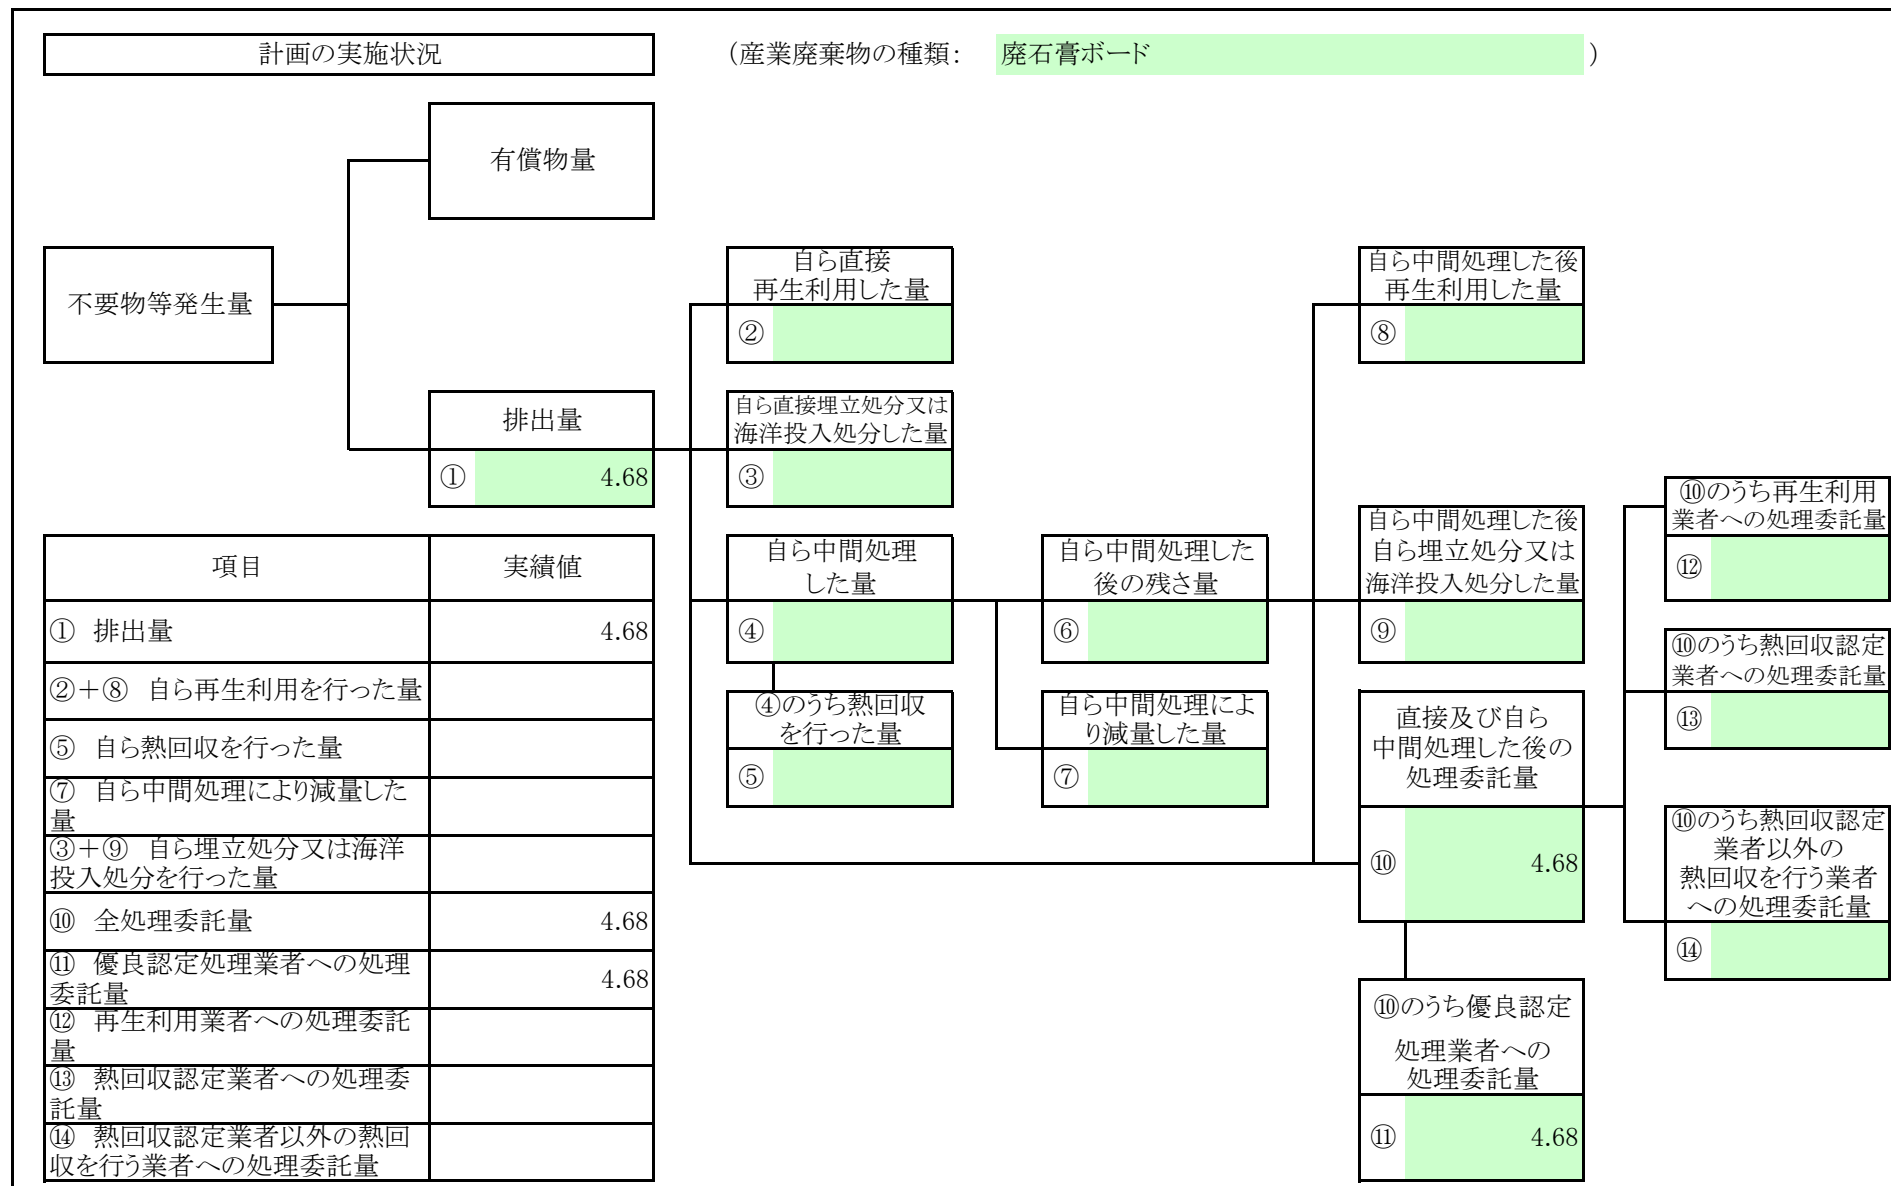 計画の実施状況
(産業廃棄物の種類: 廃石膏ボード )
有償物量
不要物等発生量
排出量
① 4.68
自ら直接
再生利用した量
②
自ら直接埋立処分又は
海洋投入処分した量
③
自ら中間処理
した量
④
④のうち熱回収
を行った量
⑤
自ら中間処理した
後の残さ量
⑥
自ら中間処理によ
り減量した量
⑦
自ら中間処理した後
再生利用した量
⑧
自ら中間処理した後
自ら埋立処分又は
海洋投入処分した量
⑨
直接及び自ら
中間処理した後の
処理委託量
⑩ 4.68
⑩のうち優良認定
処理業者への
処理委託量
⑪ 4.68
⑩のうち再生利用
業者への処理委託量
⑫
⑩のうち熱回収認定
業者への処理委託量
⑬
⑩のうち熱回収認定
業者以外の
熱回収を行う業者
への処理委託量
⑭
項目 実績値
① 排出量 4.68
②+⑧ 自ら再生利用を行った量
⑤ 自ら熱回収を行った量
⑦ 自ら中間処理により減量した
量
③+⑨ 自ら埋立処分又は海洋
投入処分を行った量
⑩ 全処理委託量 4.68
⑪ 優良認定処理業者への処理
委託量 4.68
⑫ 再生利用業者への処理委託
量
⑬ 熱回収認定業者への処理委
託量
⑭ 熱回収認定業者以外の熱回
収を行う業者への処理委託量